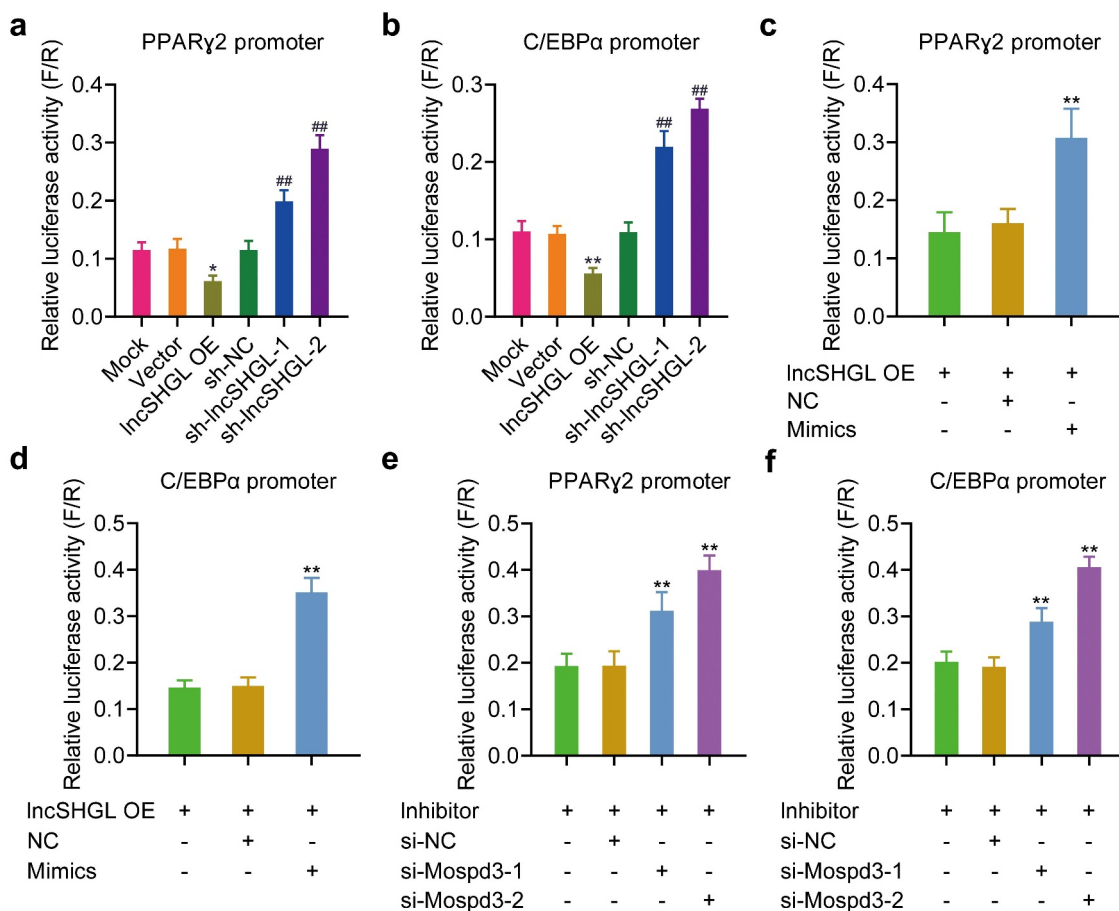 a
PPARɣ2 promoter
Relative luciferase activity (F/R)
0.4
0.3
0.2
0.1
0.0
*
##
##
Mock
Vector
lncSHGL OE
sh-NC
sh-lncSHGL-1
sh-lncSHGL-2
b
C/EBPα promoter
Relative luciferase activity (F/R)
0.3
0.2
0.1
0.0
**
##
##
Mock
Vector
lncSHGL OE
sh-NC
sh-lncSHGL-1
sh-lncSHGL-2
c
PPARɣ2 promoter
Relative luciferase activity (F/R)
0.4
0.3
0.2
0.1
0.0
**
lncSHGL OE + + +
NC - + -
Mimics - - +
d
C/EBPα promoter
Relative luciferase activity (F/R)
0.5
0.4
0.3
0.2
0.1
0.0
**
lncSHGL OE + + +
NC - + -
Mimics - - +
e
PPARɣ2 promoter
Relative luciferase activity (F/R)
0.5
0.4
0.3
0.2
0.1
0.0
**
**
Inhibitor + + + +
si-NC - + - -
si-Mospd3-1 - - + -
si-Mospd3-2 - - - +
f
C/EBPα promoter
Relative luciferase activity (F/R)
0.5
0.4
0.3
0.2
0.1
0.0
**
**
Inhibitor + + + +
si-NC - + - -
si-Mospd3-1 - - + -
si-Mospd3-2 - - - +